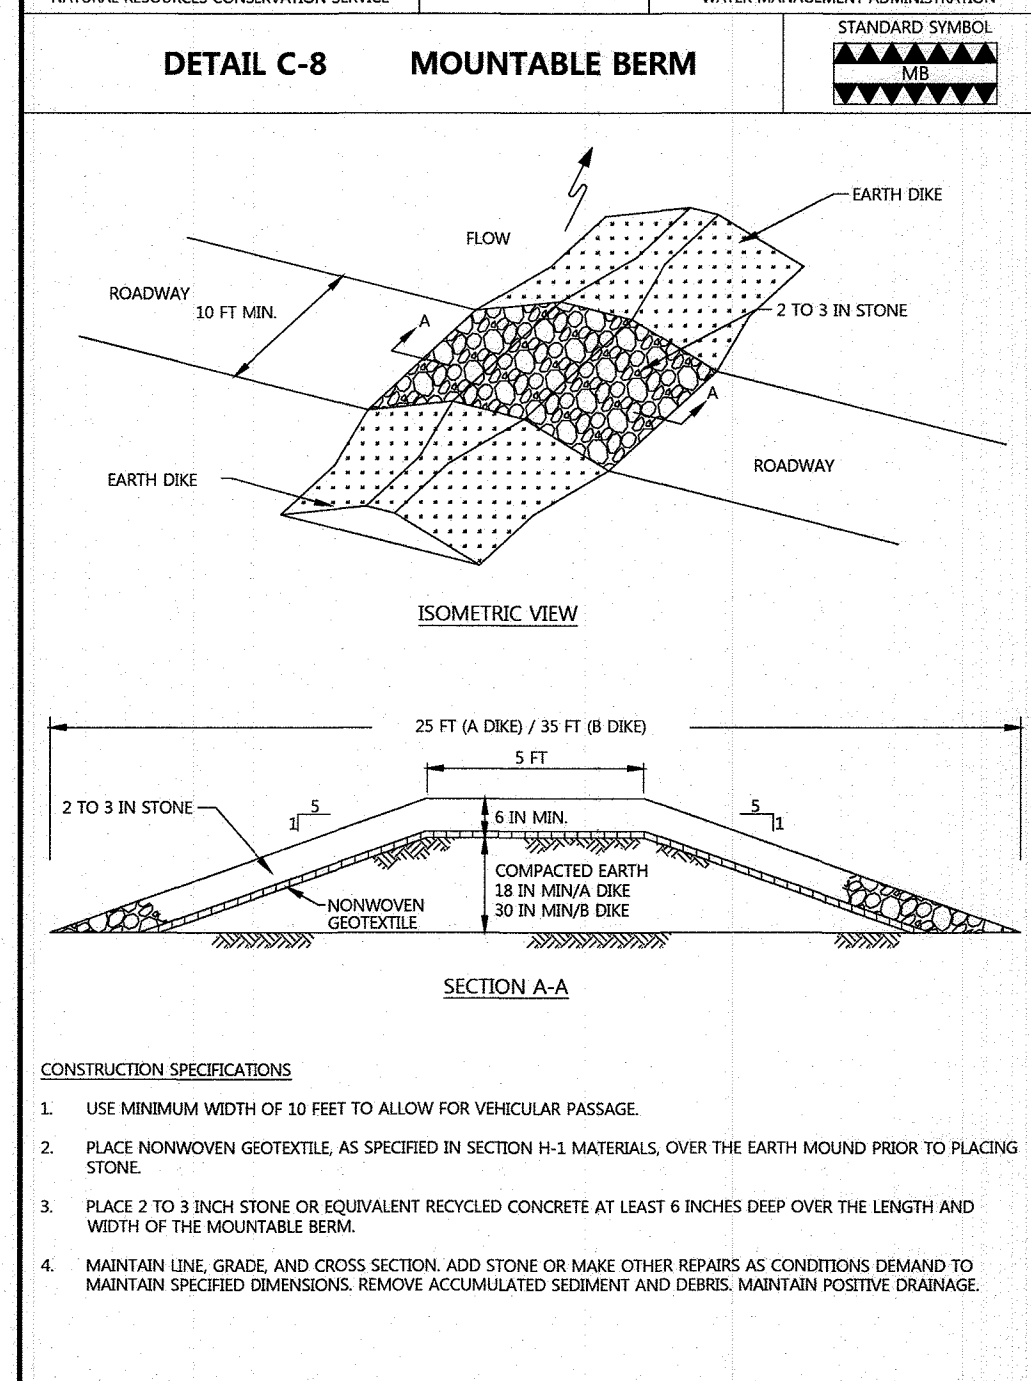 NATURAL RESOURCES CONSERVATION SERVICE
WATER MANAGEMENT ADMINISTRATION
DETAIL C-8 MOUNTABLE BERM
STANDARD SYMBOL
MB
EARTH DIKE
FLOW
ROADWAY
10 FT MIN.
2 TO 3 IN STONE
A
A
ROADWAY
EARTH DIKE
ISOMETRIC VIEW
25 FT (A DIKE) / 35 FT (B DIKE)
5 FT
2 TO 3 IN STONE
5
1
6 IN MIN.
5
1
COMPACTED EARTH
18 IN MIN/A DIKE
30 IN MIN/B DIKE
NONWOVEN
GEOTEXTILE
SECTION A-A
CONSTRUCTION SPECIFICATIONS
1. USE MINIMUM WIDTH OF 10 FEET TO ALLOW FOR VEHICULAR PASSAGE.
2. PLACE NONWOVEN GEOTEXTILE, AS SPECIFIED IN SECTION H-1 MATERIALS, OVER THE EARTH MOUND PRIOR TO PLACING
STONE.
3. PLACE 2 TO 3 INCH STONE OR EQUIVALENT RECYCLED CONCRETE AT LEAST 6 INCHES DEEP OVER THE LENGTH AND
WIDTH OF THE MOUNTABLE BERM.
4. MAINTAIN LINE, GRADE, AND CROSS SECTION. ADD STONE OR MAKE OTHER REPAIRS AS CONDITIONS DEMAND TO
MAINTAIN SPECIFIED DIMENSIONS. REMOVE ACCUMULATED SEDIMENT AND DEBRIS. MAINTAIN POSITIVE DRAINAGE.